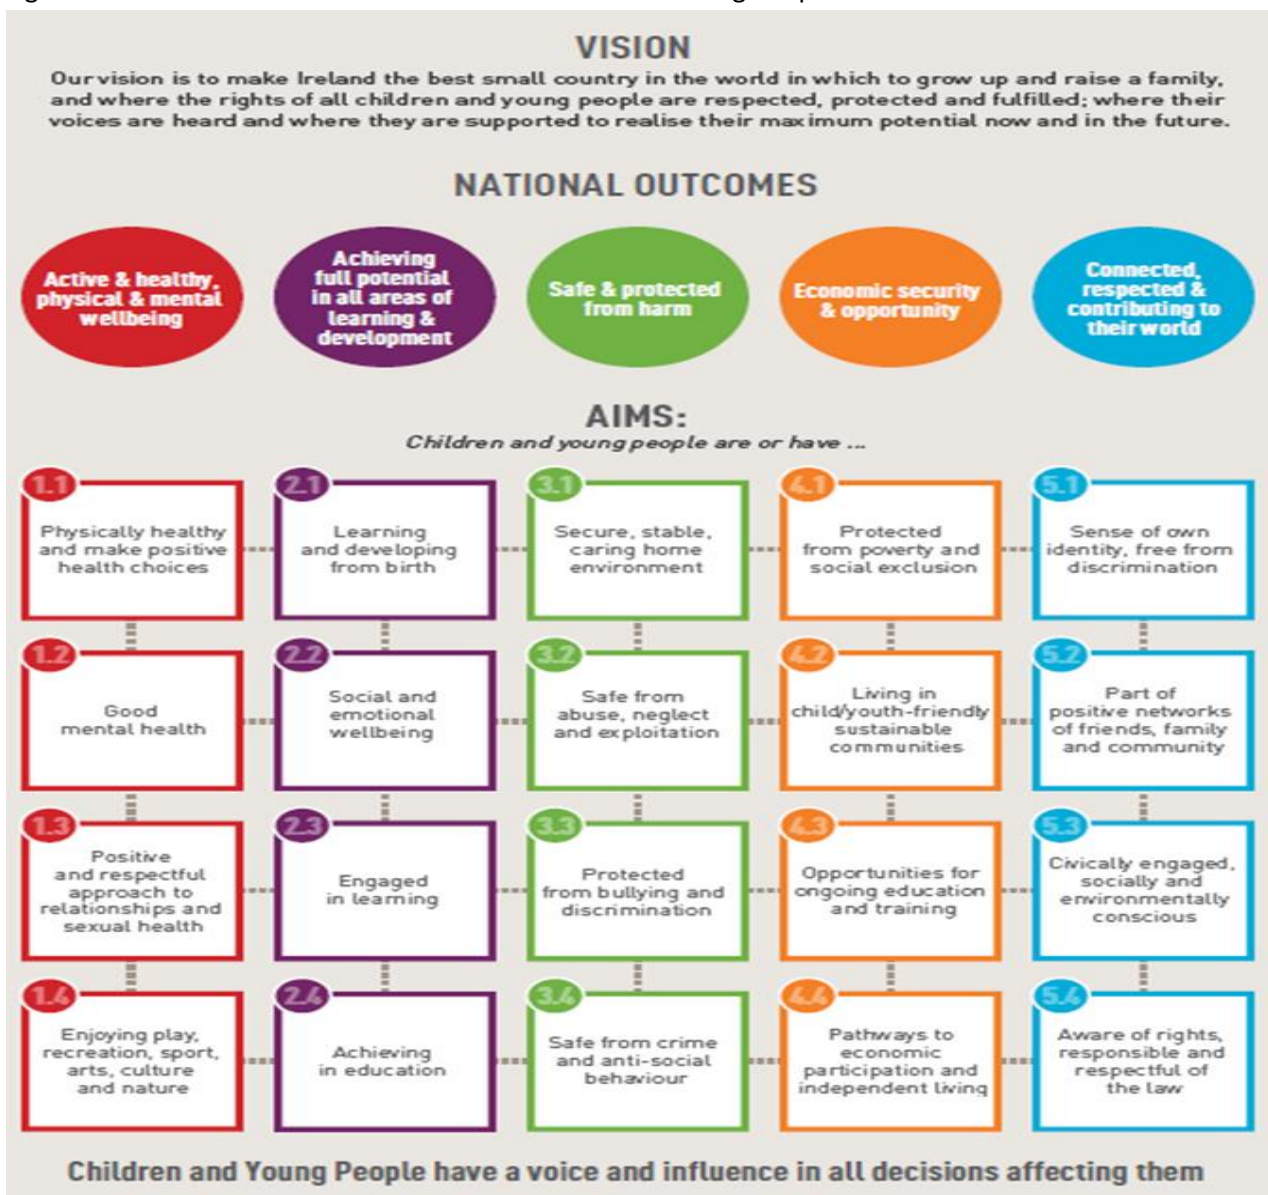 VISION
Our vision is to make Ireland the best small country in the world in which to grow up and raise a family,
and where the rights of all children and young people are respected, protected and fulfilled; where their
voices are heard and where they are supported to realise their maximum potential now and in the future.
NATIONAL OUTCOMES
Active & healthy,
physical & mental
wellbeing
Achieving
full potential
in all areas of
learning &
development
Safe & protected
from harm
Economic security
& opportunity
Connected,
respected &
contributing to
their world
AIMS:
Children and young people are or have ...
1.1
Physically healthy
and make positive
health choices
2.1
Learning
and developing
from birth
3.1
Secure, stable,
caring home
environment
4.1
Protected
from poverty and
social exclusion
5.1
Sense of own
identity, free from
discrimination
1.2
Good
mental health
2.2
Social and
emotional
wellbeing
3.2
Safe from
abuse, neglect
and exploitation
4.2
Living in
child/youth-friendly
sustainable
communities
5.2
Part of
positive networks
of friends, family
and community
1.3
Positive
and respectful
approach to
relationships and
sexual health
2.3
Engaged
in learning
3.3
Protected
from bullying and
discrimination
4.3
Opportunities for
ongoing education
and training
5.3
Civically engaged,
socially and
environmentally
conscious
1.4
Enjoying play,
recreation, sport,
arts, culture
and nature
2.4
Achieving
in education
3.4
Safe from crime
and anti-social
behaviour
4.4
Pathways to
economic
participation and
independent living
5.4
Aware of rights,
responsible and
respectful of
the law
Children and Young People have a voice and influence in all decisions affecting them